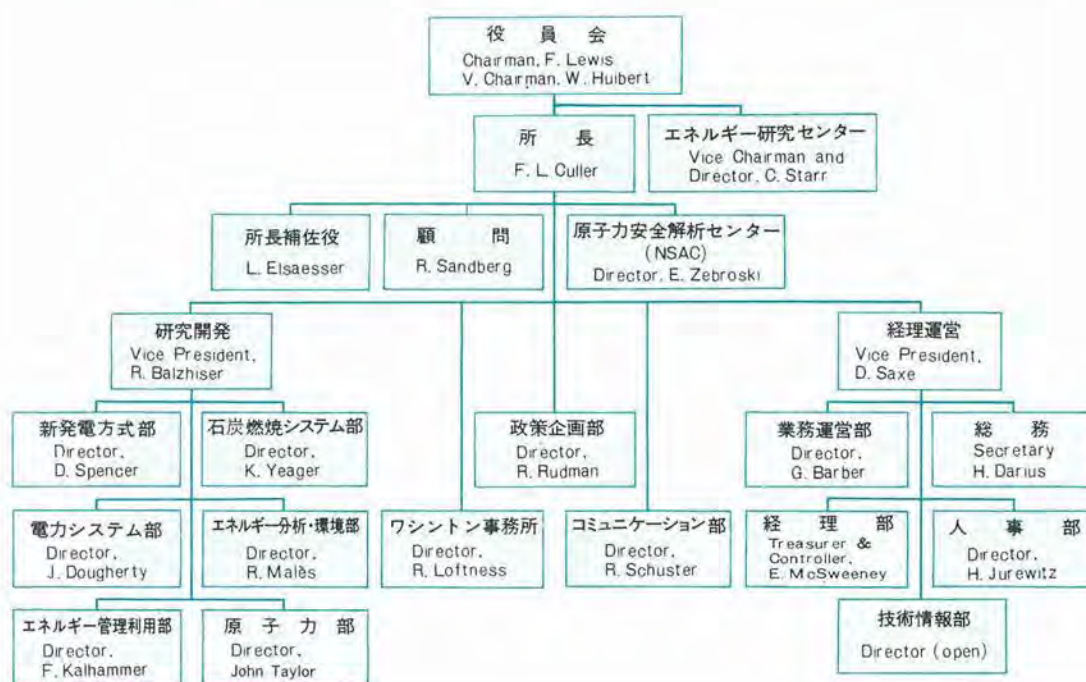 役員会
Chairman, F. Lewis
V. Chairman, W. Huibert
所長
F. L. Culler
エネルギー研究センター
Vice Chairman and
Director, C. Starr
所長補佐役
L. Elsaesser
顧問
R. Sandberg
原子力安全解析センター
(NSAC)
Director, E. Zebroski
研究開発
Vice President,
R. Balzhiser
経理運営
Vice President,
D. Saxe
新発電方式部
Director,
D. Spencer
石炭燃焼システム部
Director,
K. Yeager
政策企画部
Director,
R. Rudman
業務運営部
Director,
G. Barber
総務
Secretary
H. Darius
電力システム部
Director,
J. Dougherty
エネルギー分析・環境部
Director,
R. Malès
ワシントン事務所
Director,
R. Loftness
コミュニケーション部
Director,
R. Schuster
経理部
Treasurer &
Controller,
E. McSweeney
人事部
Director,
H. Jurewitz
エネルギー管理利用部
Director,
F. Kalhammer
原子力部
Director,
John Taylor
技術情報部
Director (open)